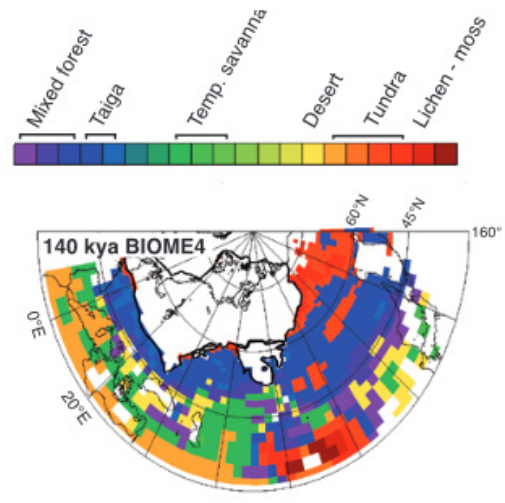 Mixed forest
Taiga
Temp. savanna
Desert
Tundra
Lichen - moss
140 kya BIOME4
60°N
45°N
160°
0°E
20°E